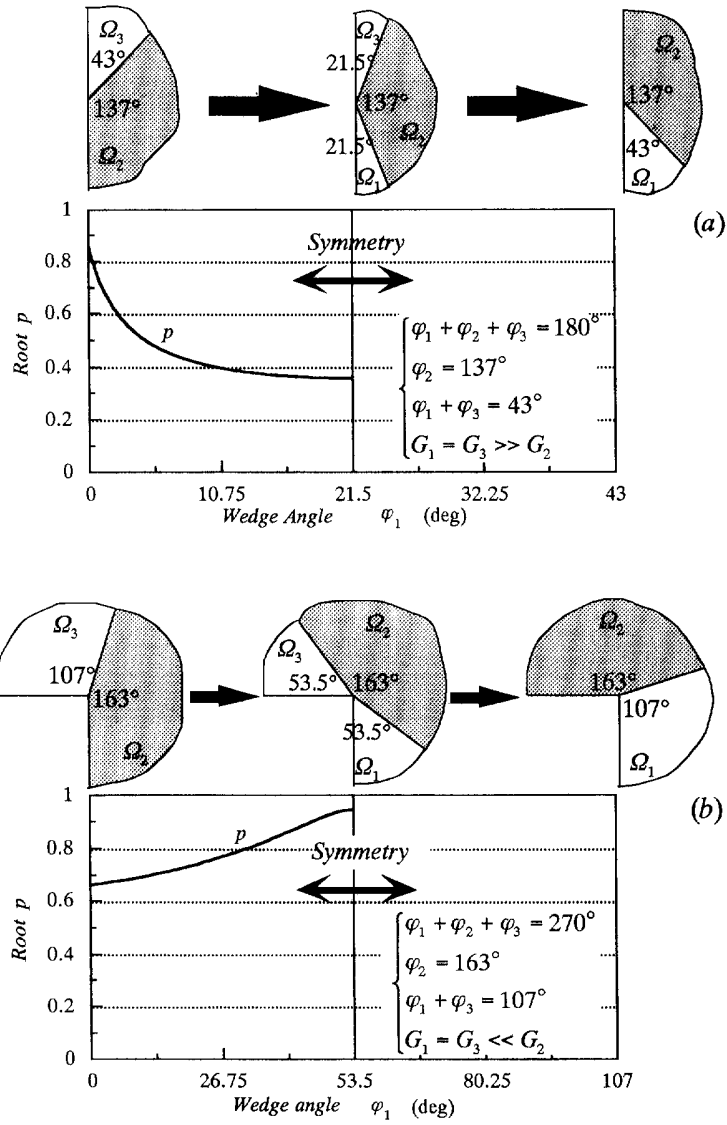 Ω₃
43°
137°
Ω₂
Ω₃
21.5°
137°
21.5°
Ω₂
Ω₁
Ω₂
137°
43°
Ω₁
(a)
1
0.8
0.6
0.4
0.2
0
Root p
p
Symmetry
φ₁ + φ₂ + φ₃ = 180°
φ₂ = 137°
φ₁ + φ₃ = 43°
G₁ = G₃ >> G₂
0 10.75 21.5 32.25 43
Wedge Angle φ₁ (deg)
Ω₃
107°
163°
Ω₂
Ω₂
Ω₃
53.5° 163°
53.5°
Ω₁
Ω₂
163°
107°
Ω₁
(b)
1
0.8
0.6
0.4
0.2
0
Root p
p
Symmetry
φ₁ + φ₂ + φ₃ = 270°
φ₂ = 163°
φ₁ + φ₃ = 107°
G₁ = G₃ << G₂
0 26.75 53.5 80.25 107
Wedge angle φ₁ (deg)